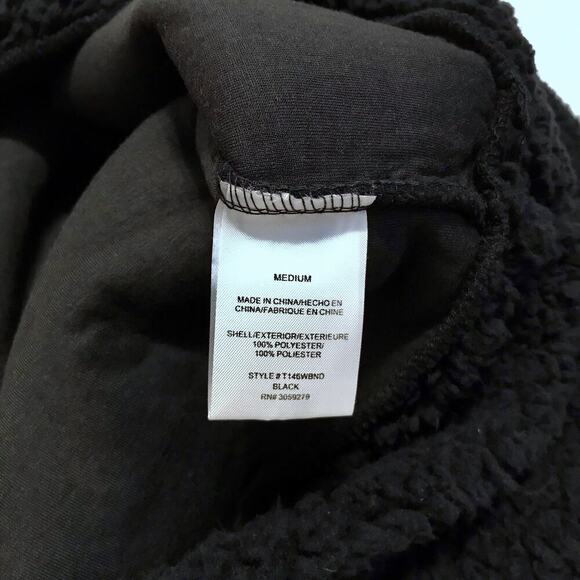 MEDIUM
MADE IN CHINA/HECHO EN
CHINA/FABRIQUE EN CHINE
SHELL/EXTERIOR/EXTERIEURE
100% POLYESTER/
100% POLIESTER
STYLE # T146WBND
BLACK
RN# 3059279